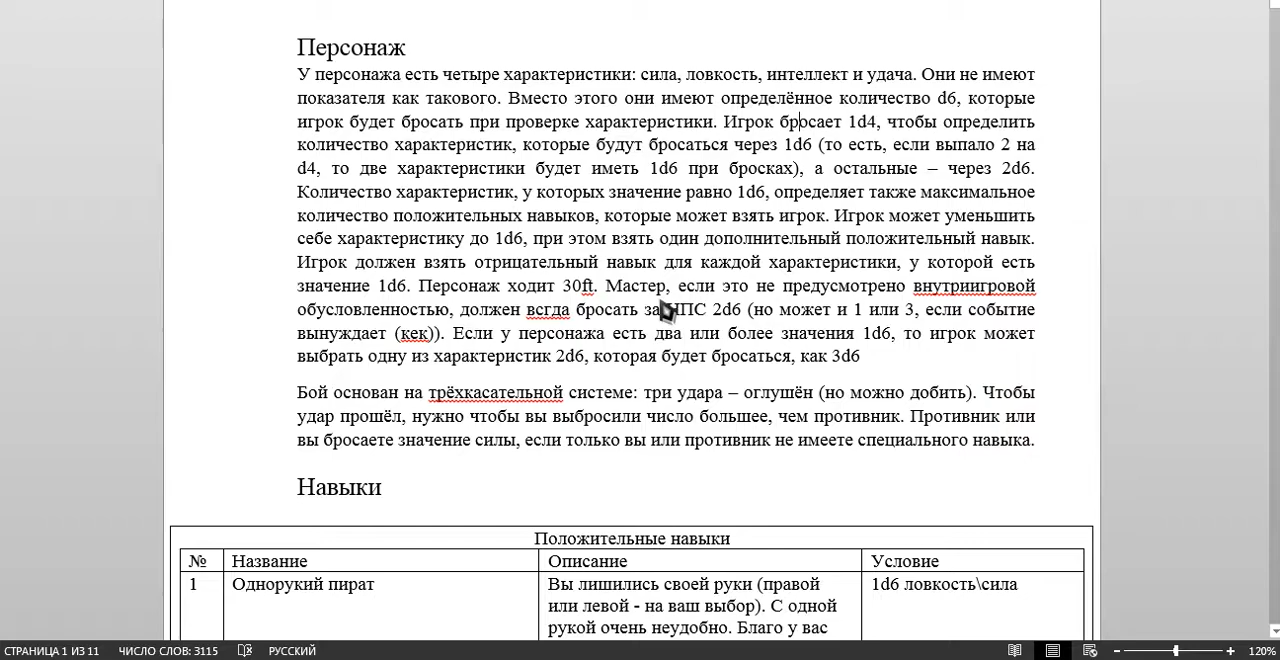 Персонаж
У персонажа есть четыре характеристики: сила, ловкость, интеллект и удача. Они не имеют
показателя как такового. Вместо этого они имеют определённое количество d6, которые
игрок будет бросать при проверке характеристики. Игрок бросает 1d4, чтобы определить
количество характеристик, которые будут бросаться через 1d6 (то есть, если выпало 2 на
d4, то две характеристики будет иметь 1d6 при бросках), а остальные – через 2d6.
Количество характеристик, у которых значение равно 1d6, определяет также максимальное
количество положительных навыков, которые может взять игрок. Игрок может уменьшить
себе характеристику до 1d6, при этом взять один дополнительный положительный навык.
Игрок должен взять отрицательный навык для каждой характеристики, у которой есть
значение 1d6. Персонаж ходит 30ft. Мастер, если это не предусмотрено внутриигровой
обусловленностью, должен всгда бросать за НПС 2d6 (но может и 1 или 3, если событие
вынуждает (кек)). Если у персонажа есть два или более значения 1d6, то игрок может
выбрать одну из характеристик 2d6, которая будет бросаться, как 3d6
Бой основан на трёхкасательной системе: три удара – оглушён (но можно добить). Чтобы
удар прошёл, нужно чтобы вы выбросили число большее, чем противник. Противник или
вы бросаете значение силы, если только вы или противник не имеете специального навыка.
Навыки
Положительные навыки
№ Название Описание Условие
1 Однорукий пират Вы лишились своей руки (правой 1d6 ловкость\сила
или левой - на ваш выбор). С одной
рукой очень неудобно. Благо у вас
СТРАНИЦА 1 ИЗ 11 ЧИСЛО СЛОВ: 3115 РУССКИЙ 120%